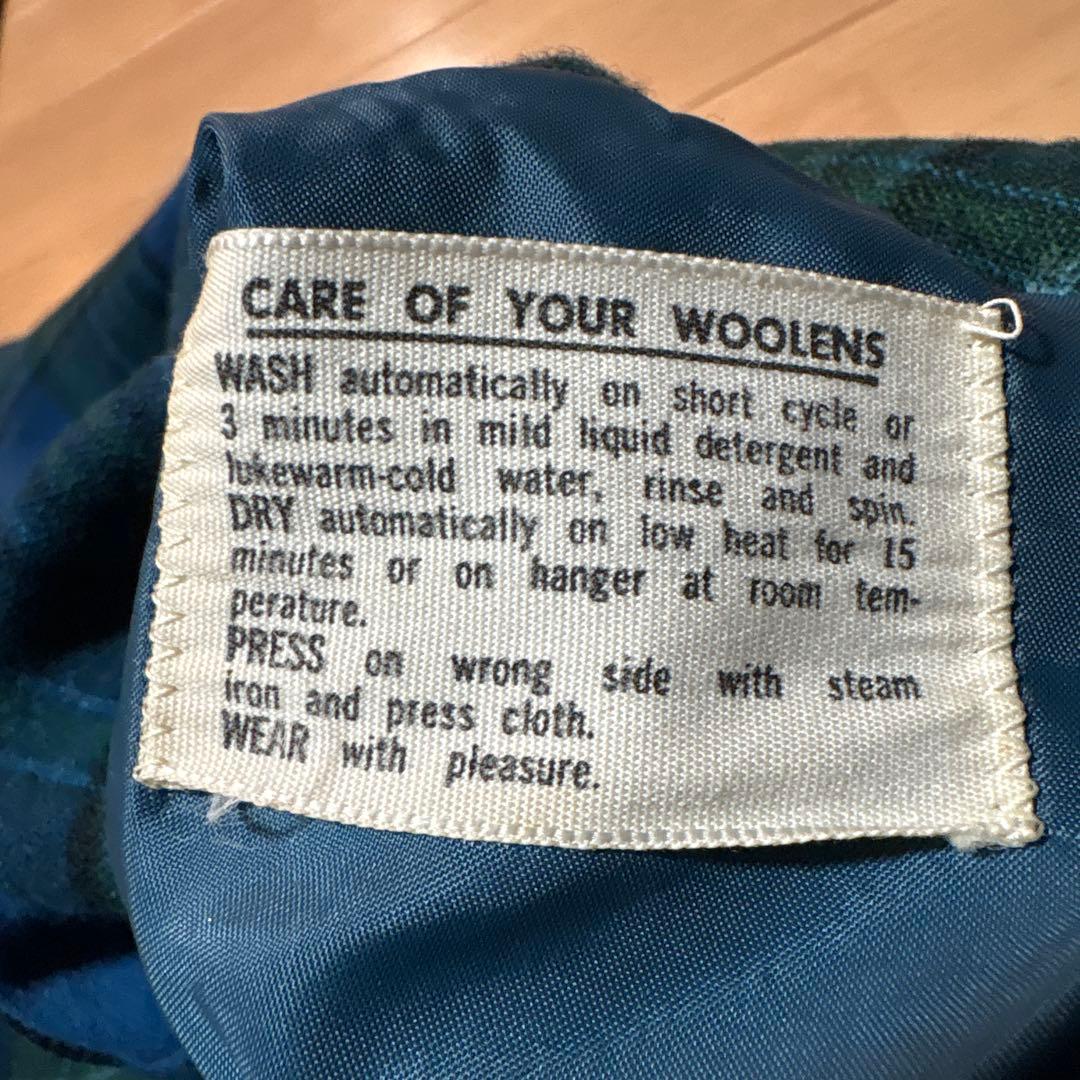 CARE OF YOUR WOOLENS
WASH automatically on short cycle or
3 minutes in mild liquid detergent and
lukewarm-cold water, rinse and spin.
DRY automatically on low heat for 15
minutes or on hanger at room tem-
perature.
PRESS on wrong side with steam
iron and press cloth.
WEAR with pleasure.